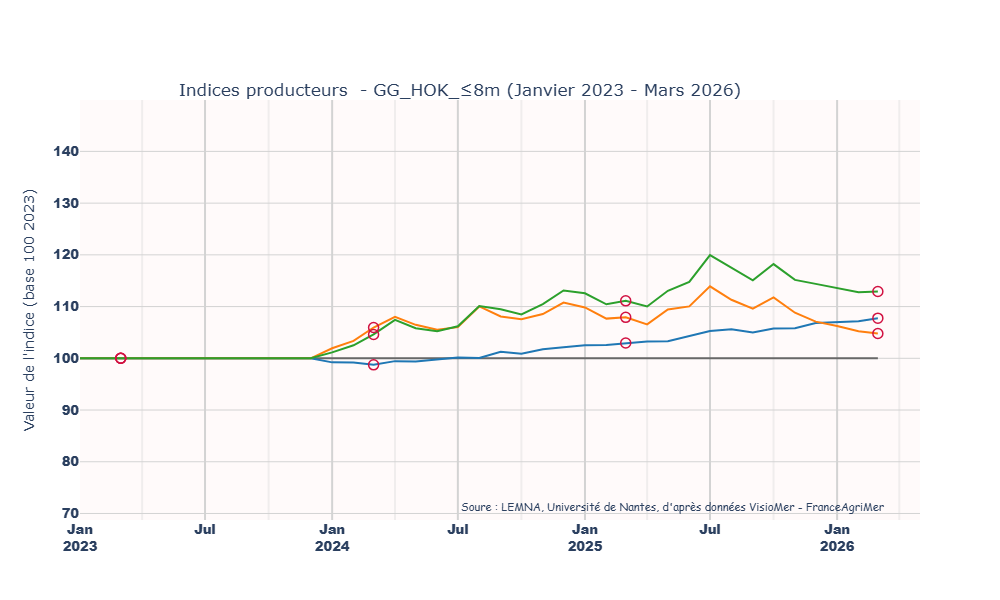 Indices producteurs - GG_HOK_≤8m (Janvier 2023 - Mars 2026)
Valeur de l'Indice (base 100 2023)
140
130
120
110
100
90
80
70
Soure : LEMNA, Université de Nantes, d'après données VisioMer - FranceAgriMer
Jan Jul Jan Jul Jan Jul Jan
2023 2024 2025 2026